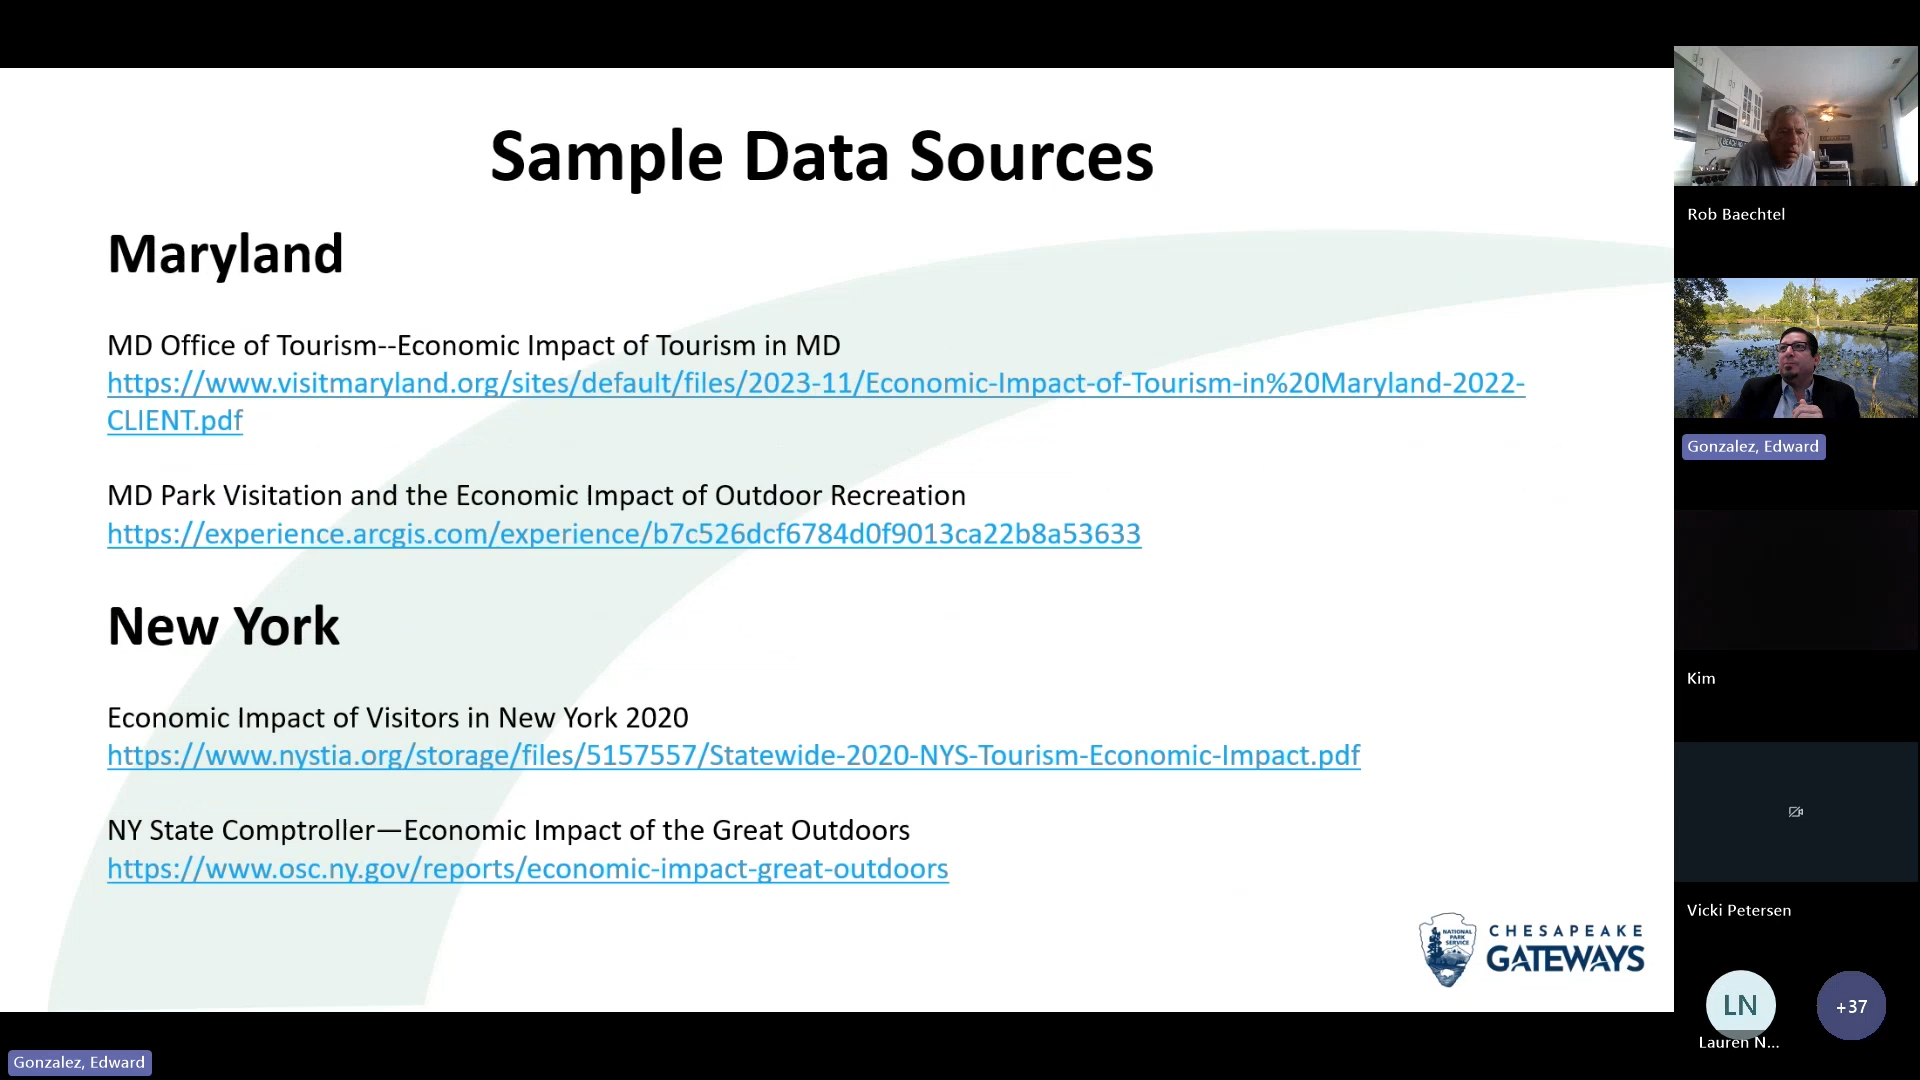 Sample Data Sources
Maryland
MD Office of Tourism--Economic Impact of Tourism in MD
https://www.visitmaryland.org/sites/default/files/2023-11/Economic-Impact-of-Tourism-in%20Maryland-2022-
CLIENT.pdf
MD Park Visitation and the Economic Impact of Outdoor Recreation
https://experience.arcgis.com/experience/b7c526dcf6784d0f9013ca22b8a53633
New York
Economic Impact of Visitors in New York 2020
https://www.nystia.org/storage/files/5157557/Statewide-2020-NYS-Tourism-Economic-Impact.pdf
NY State Comptroller—Economic Impact of the Great Outdoors
https://www.osc.ny.gov/reports/economic-impact-great-outdoors
NATIONAL
PARK
SERVICE
CHESAPEAKE
GATEWAYS
Rob Baechtel
Gonzalez, Edward
Kim
Vicki Petersen
LN
+37
Lauren N...
Gonzalez, Edward